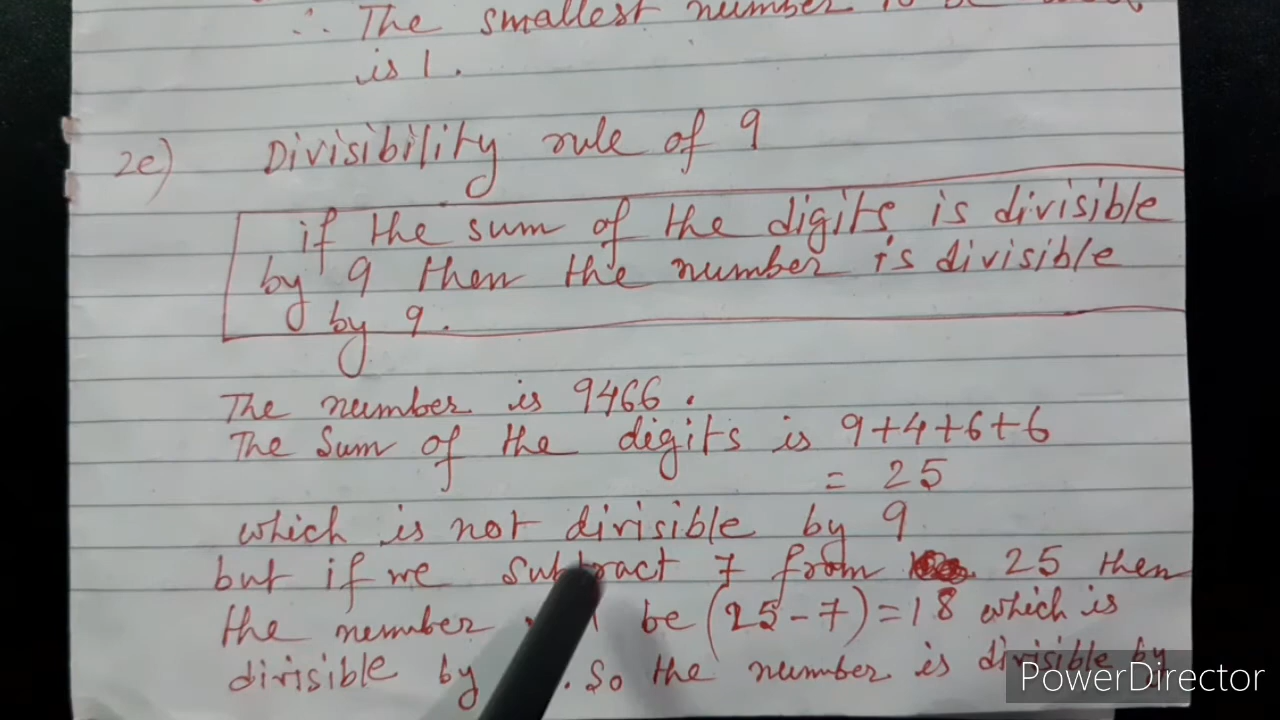 ∴ The smallest number
is 1.
2e) Divisibility rule of 9
if the sum of the digits is divisible
by 9 then the number is divisible
by 9.
The number is 9466.
The Sum of the digits is 9+4+6+6
= 25
which is not divisible by 9
but if we subtract 7 from 25 then
the number be (25-7)=18 which is
divisible by . So the number is divisible by
PowerDirector